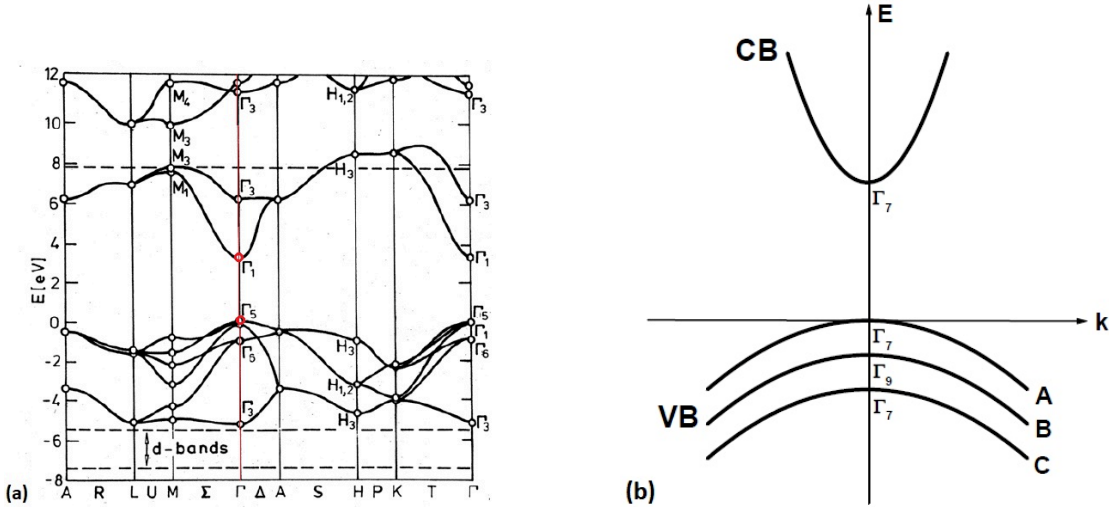 12
10
8
6
4
2
0
-2
-4
-6
-8
E [eV]
M₄
M₃
M₃
M₁
Γ₃
Γ₃
Γ₁
Γ₅
Γ₅
Γ₃
H₁,₂
H₃
H₃
H₁,₂
H₃
Γ₃
Γ₃
Γ₁
Γ₅
Γ₁
Γ₆
Γ₃
d-bands
A R L U M Σ Γ Δ A S H P K T Γ
(a)
E
CB
Γ₇
k
Γ₇
A
Γ₉
VB
B
Γ₇
C
(b)